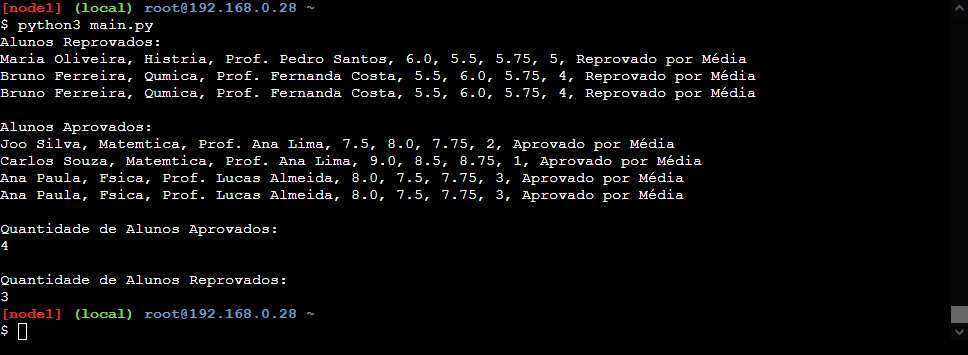 [node1] (local) root@192.168.0.28 ~
$ python3 main.py
Alunos Reprovados:
Maria Oliveira, Histria, Prof. Pedro Santos, 6.0, 5.5, 5.75, 5, Reprovado por Média
Bruno Ferreira, Qumica, Prof. Fernanda Costa, 5.5, 6.0, 5.75, 4, Reprovado por Média
Bruno Ferreira, Qumica, Prof. Fernanda Costa, 5.5, 6.0, 5.75, 4, Reprovado por Média
Alunos Aprovados:
Joo Silva, Matemtica, Prof. Ana Lima, 7.5, 8.0, 7.75, 2, Aprovado por Média
Carlos Souza, Matemtica, Prof. Ana Lima, 9.0, 8.5, 8.75, 1, Aprovado por Média
Ana Paula, Fsica, Prof. Lucas Almeida, 8.0, 7.5, 7.75, 3, Aprovado por Média
Ana Paula, Fsica, Prof. Lucas Almeida, 8.0, 7.5, 7.75, 3, Aprovado por Média
Quantidade de Alunos Aprovados:
4
Quantidade de Alunos Reprovados:
3
[node1] (local) root@192.168.0.28 ~
$